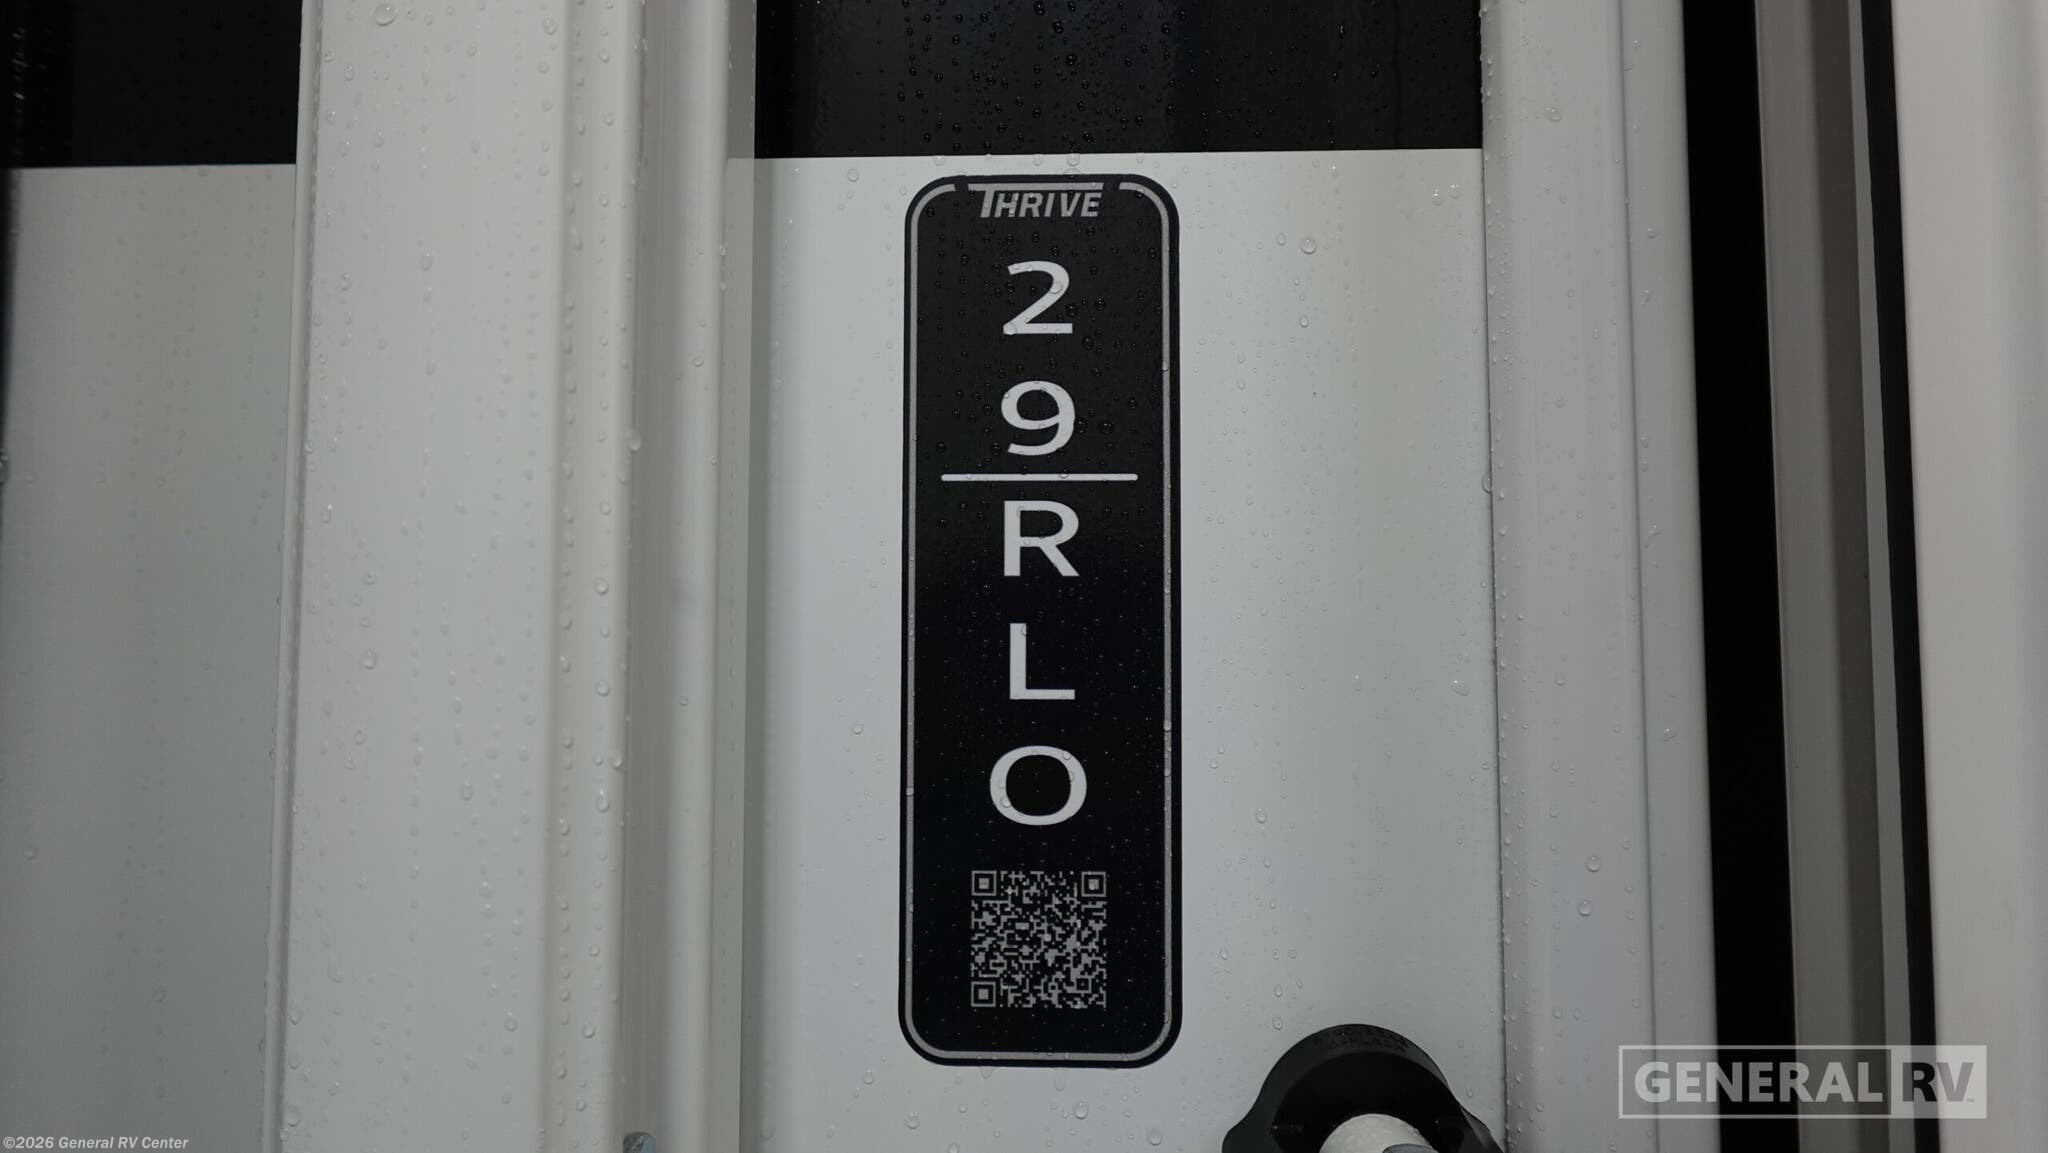 THRIVE
2
9
R
L
O
GENERAL RV
©2026 General RV Center